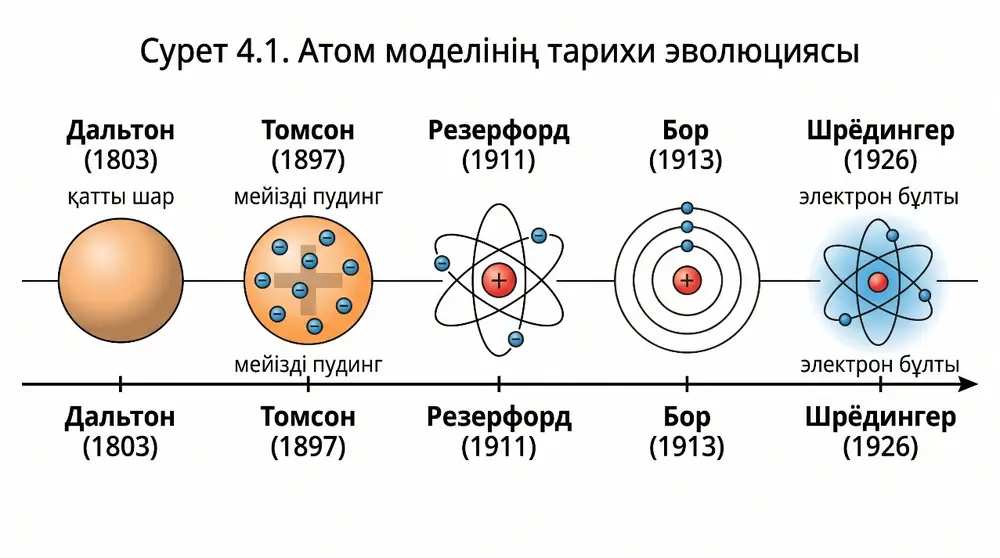 Сурет 4.1. Атом моделінің тарихи эволюциясы
Дальтон
(1803)
қатты шар
Томсон
(1897)
мейізді пудинг
Резерфорд
(1911)
Бор
(1913)
Шрёдингер
(1926)
электрон бұлты
+
+
+
мейізді пудинг
электрон бұлты
Дальтон
(1803)
Томсон
(1897)
Резерфорд
(1911)
Бор
(1913)
Шрёдингер
(1926)